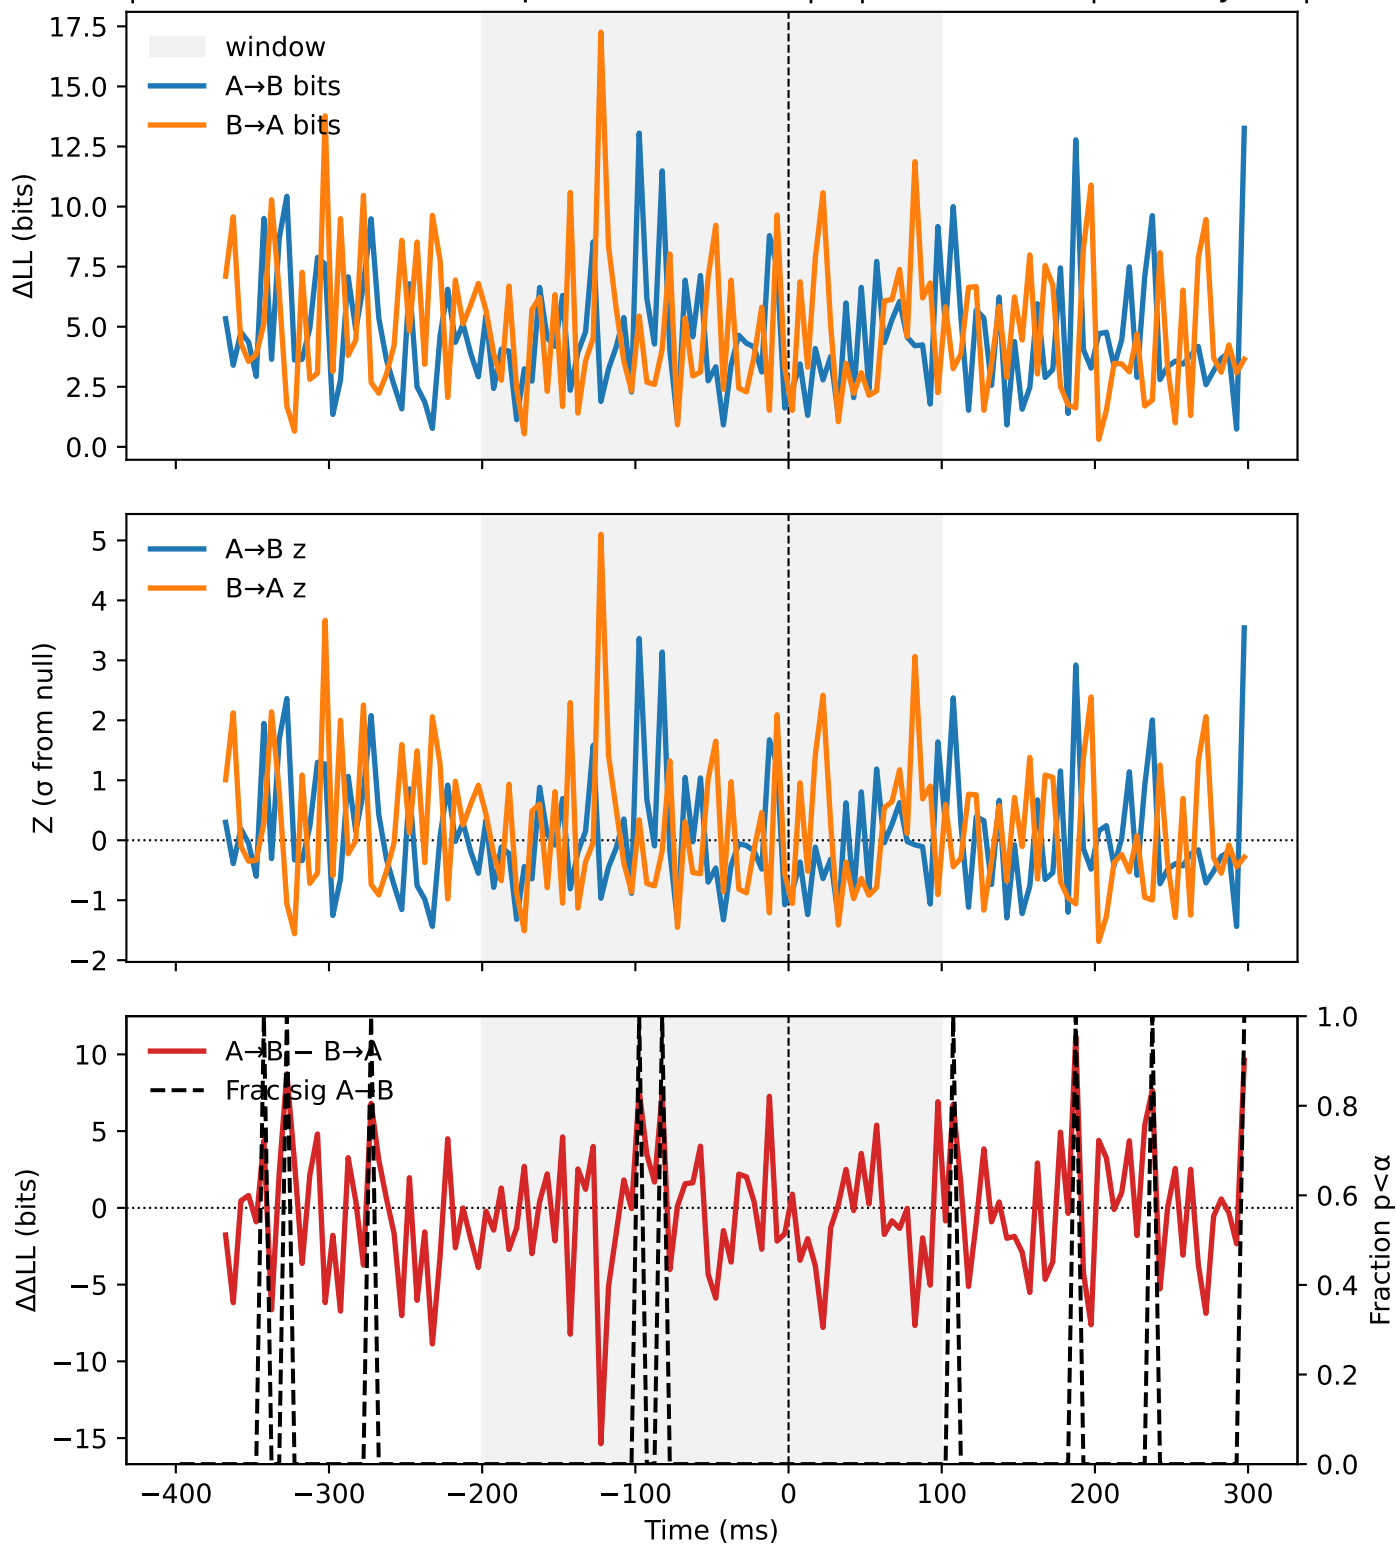 17.5
15.0
12.5
10.0
7.5
5.0
2.5
0.0
ΔLL (bits)
window
A→B bits
B→A bits
5
4
3
2
1
0
−1
−2
Z (σ from null)
A→B z
B→A z
10
5
0
−5
−10
−15
ΔΔLL (bits)
A→B − B→A
Frac sig A→B
1.0
0.8
0.6
0.4
0.2
0.0
Fraction p<α
−400 −300 −200 −100 0 100 200 300
Time (ms)